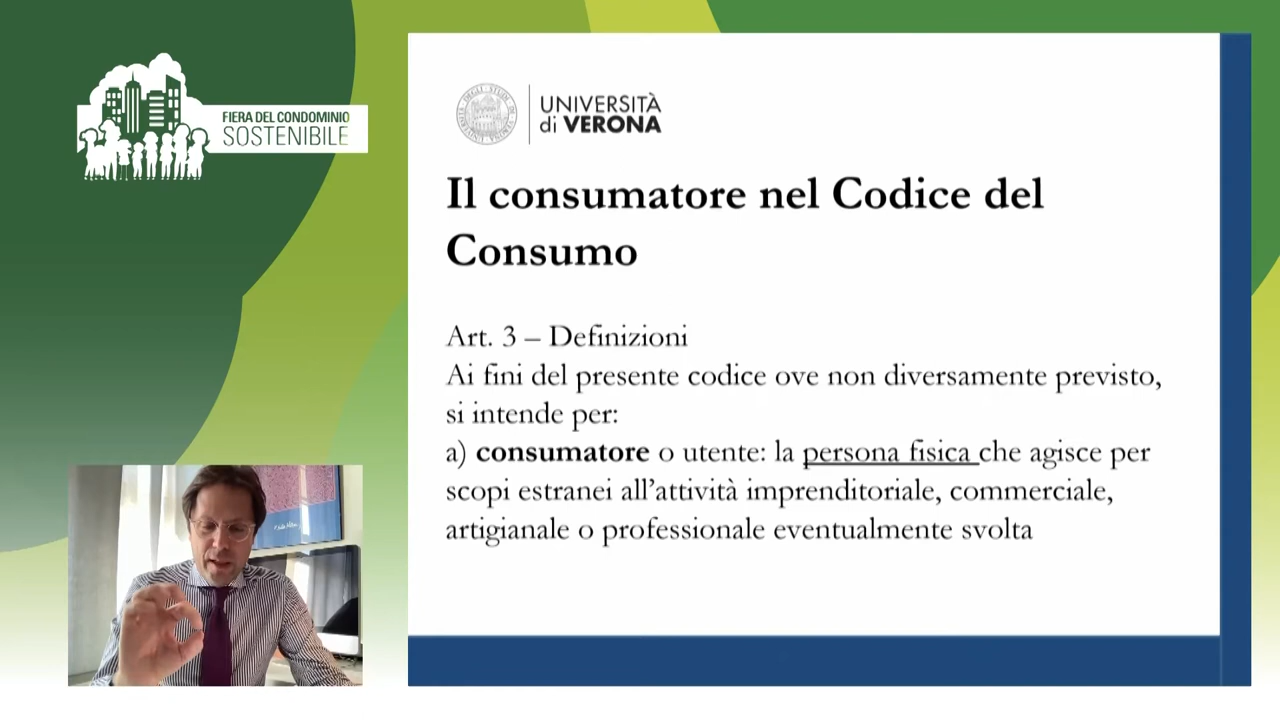 FIERA DEL CONDOMINIO
SOSTENIBILE
UNIVERSITÀ
di VERONA
Il consumatore nel Codice del
Consumo
Art. 3 – Definizioni
Ai fini del presente codice ove non diversamente previsto,
si intende per:
a) consumatore o utente: la persona fisica che agisce per
scopi estranei all’attività imprenditoriale, commerciale,
artigianale o professionale eventualmente svolta